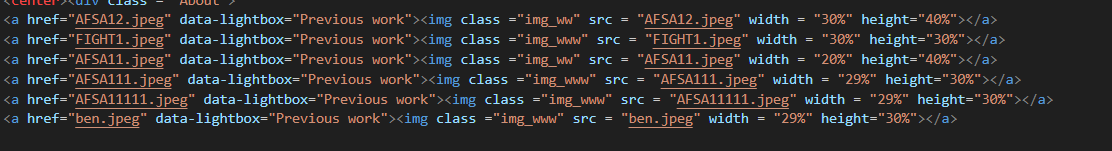 <center><div class = "About">
<a href="AFSA12.jpeg" data-lightbox="Previous work"><img class ="img_ww" src = "AFSA12.jpeg" width = "30%" height="40%"></a>
<a href="FIGHT1.jpeg" data-lightbox="Previous work"><img class ="img_www" src = "FIGHT1.jpeg" width = "30%" height="30%"></a>
<a href="AFSA11.jpeg" data-lightbox="Previous work"><img class ="img_ww" src = "AFSA11.jpeg" width = "20%" height="40%"></a>
<a href="AFSA111.jpeg" data-lightbox="Previous work"><img class ="img_www" src = "AFSA111.jpeg" width = "29%" height="30%"></a>
<a href="AFSA11111.jpeg" data-lightbox="Previous work"><img class ="img_www" src = "AFSA11111.jpeg" width = "29%" height="30%"></a>
<a href="ben.jpeg" data-lightbox="Previous work"><img class ="img_www" src = "ben.jpeg" width = "29%" height="30%"></a>